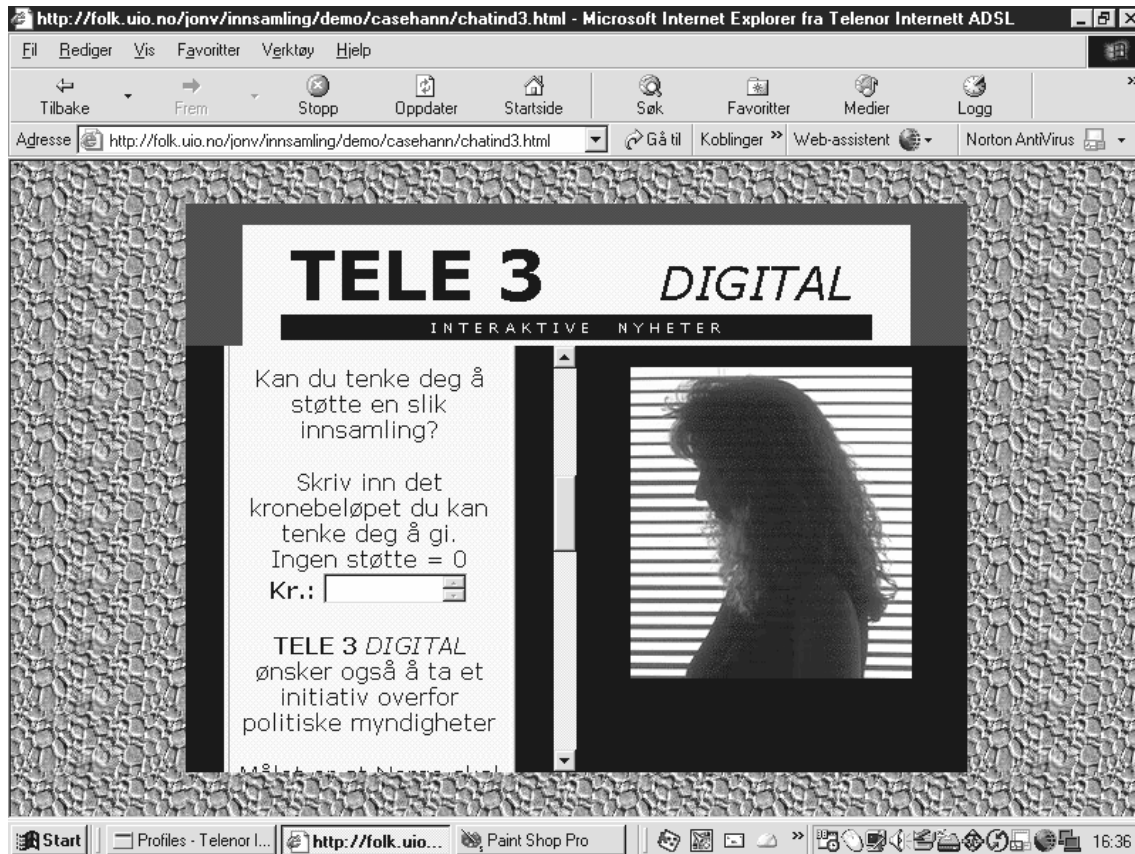 http://folk.uio.no/jonv/innsamling/demo/casehann/chatind3.html - Microsoft Internet Explorer fra Telenor Internett ADSL
Fil Rediger Vis Favoritter Verktøy Hjelp
Tilbake Frem Stopp Oppdater Startside Søk Favoritter Medier Logg »
Adresse http://folk.uio.no/jonv/innsamling/demo/casehann/chatind3.html Gå til Koblinger » Web-assistent Norton AntiVirus
TELE 3 DIGITAL
INTERAKTIVE NYHETER
Kan du tenke deg å
støtte en slik
innsamling?
Skriv inn det
kronebeløpet du kan
tenke deg å gi.
Ingen støtte = 0
Kr.:
TELE 3 DIGITAL
ønsker også å ta et
initiativ overfor
politiske myndigheter
Målet er at Norge skal
Start Profiles - Telenor I... http://folk.uio... Paint Shop Pro » 16:36